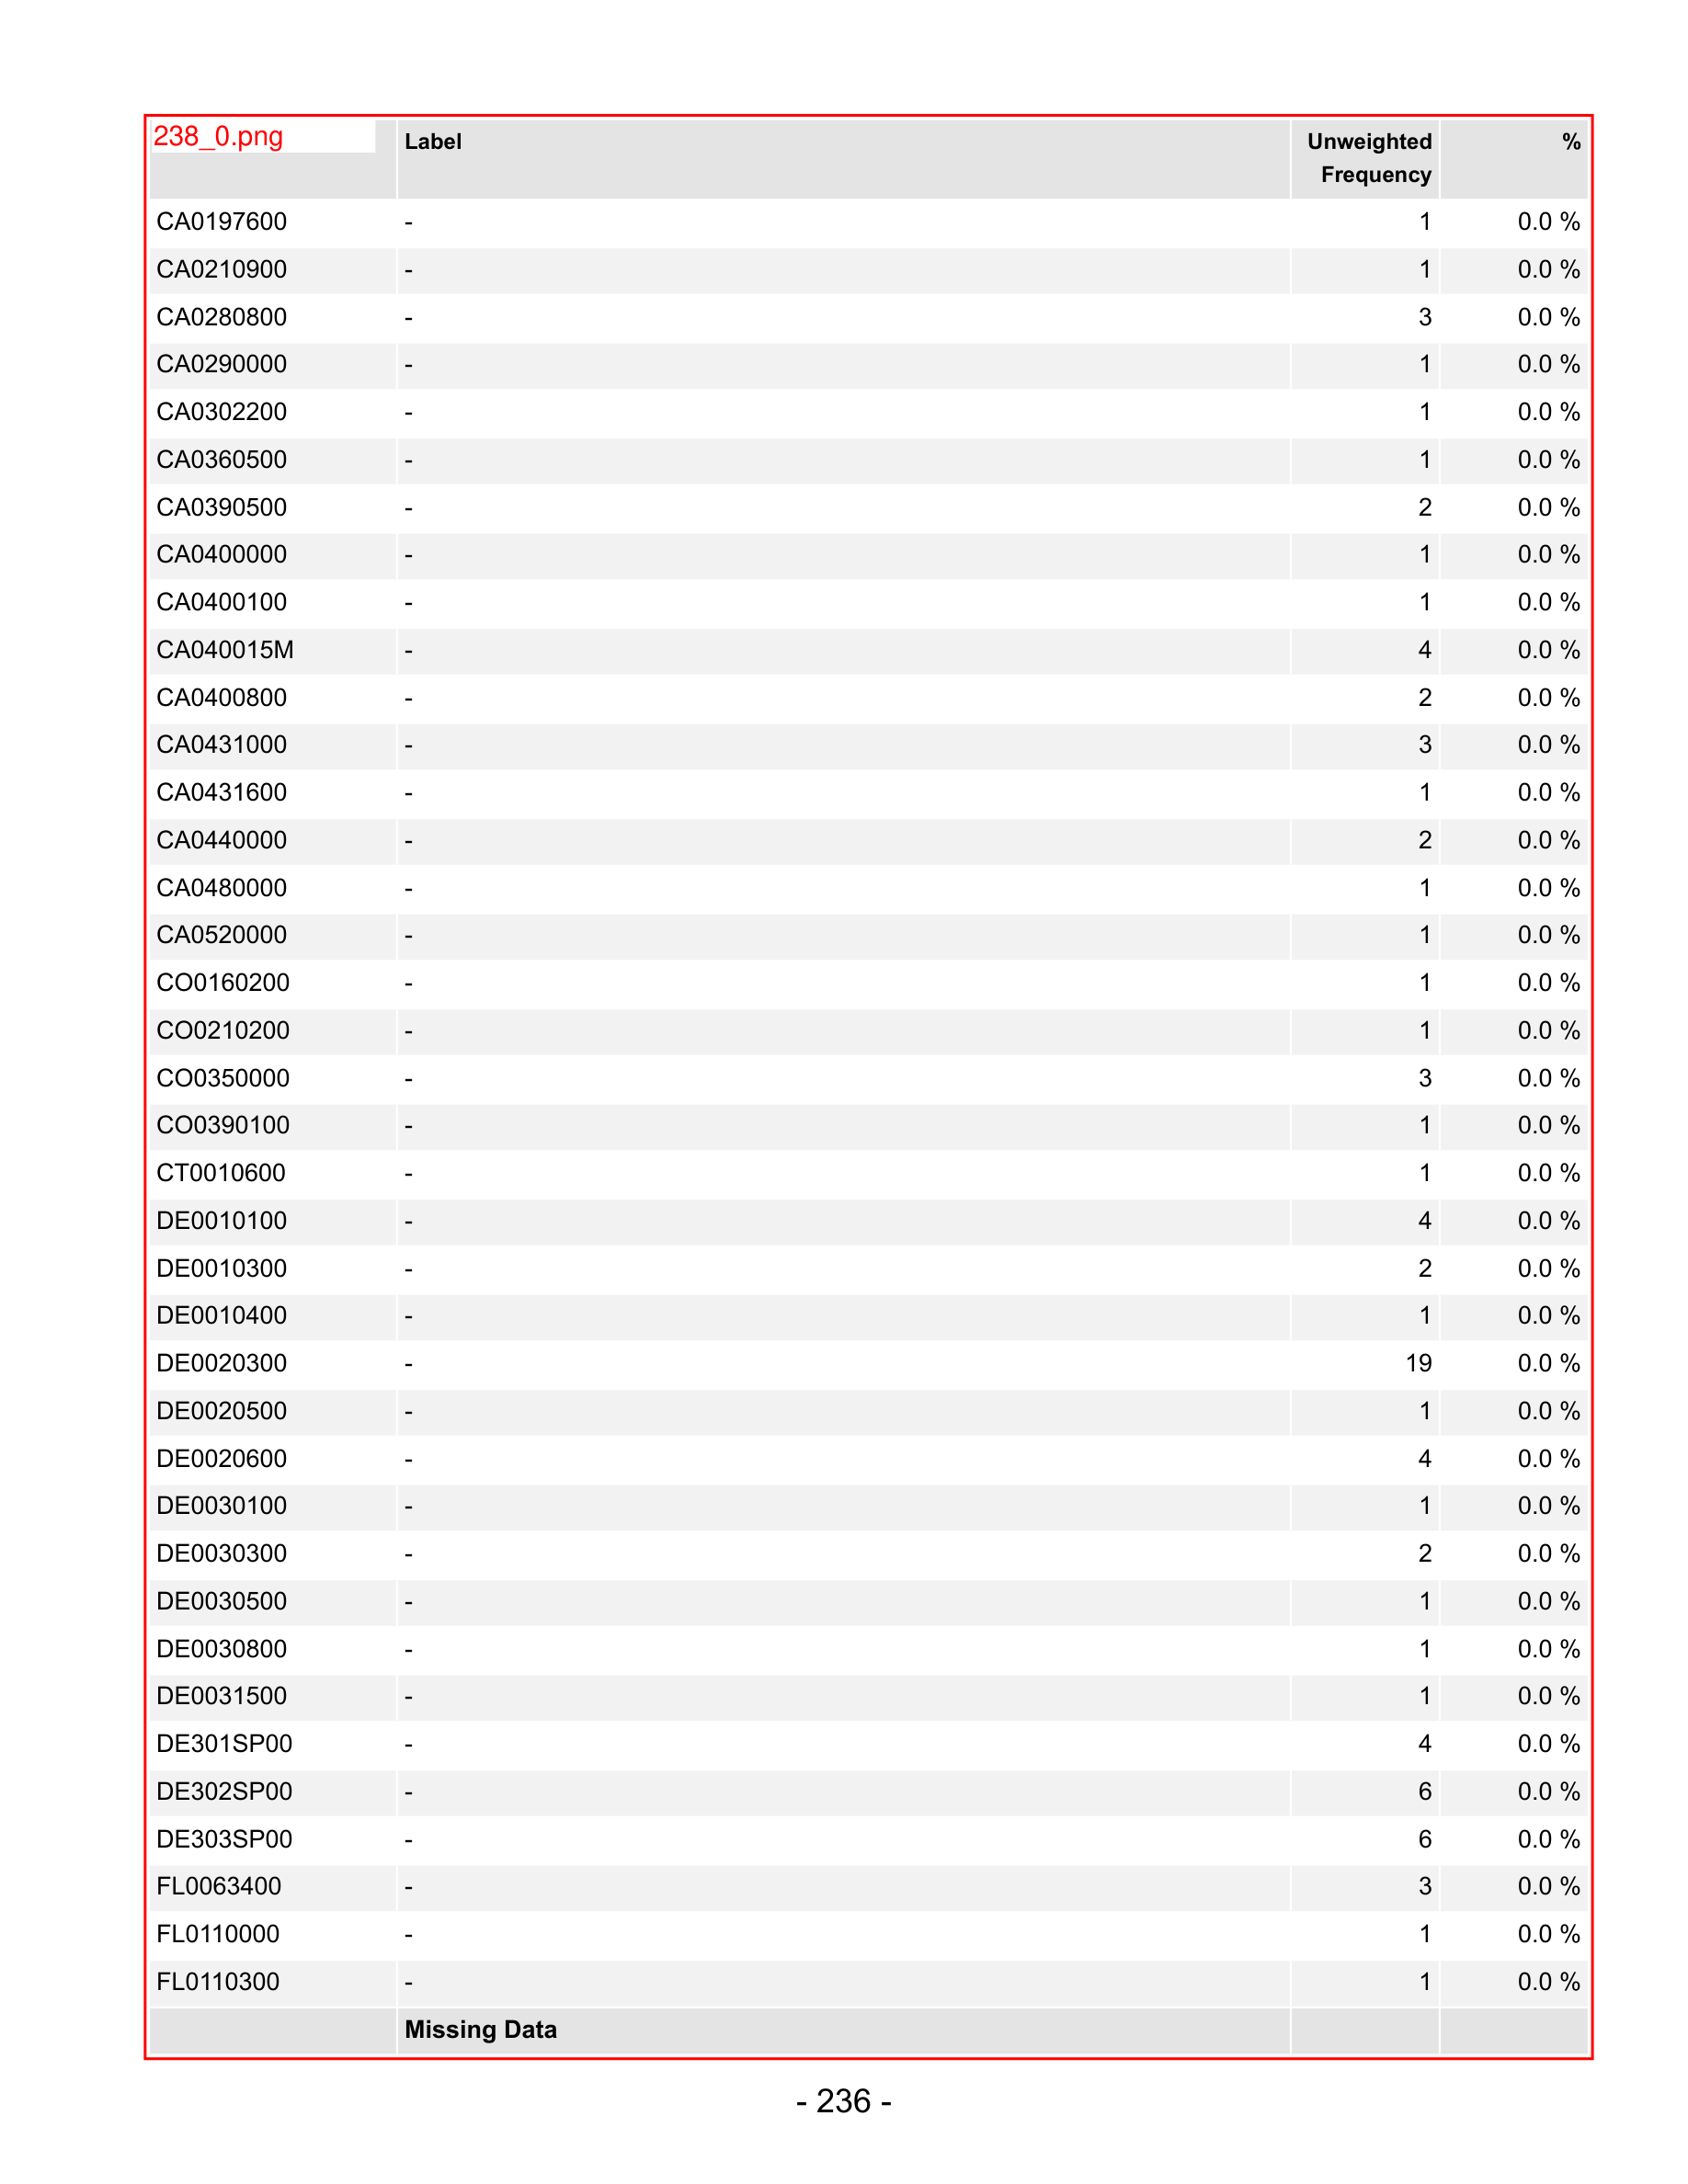 238_0.png Label Unweighted Frequency %
CA0197600 - 1 0.0 %
CA0210900 - 1 0.0 %
CA0280800 - 3 0.0 %
CA0290000 - 1 0.0 %
CA0302200 - 1 0.0 %
CA0360500 - 1 0.0 %
CA0390500 - 2 0.0 %
CA0400000 - 1 0.0 %
CA0400100 - 1 0.0 %
CA040015M - 4 0.0 %
CA0400800 - 2 0.0 %
CA0431000 - 3 0.0 %
CA0431600 - 1 0.0 %
CA0440000 - 2 0.0 %
CA0480000 - 1 0.0 %
CA0520000 - 1 0.0 %
CO0160200 - 1 0.0 %
CO0210200 - 1 0.0 %
CO0350000 - 3 0.0 %
CO0390100 - 1 0.0 %
CT0010600 - 1 0.0 %
DE0010100 - 4 0.0 %
DE0010300 - 2 0.0 %
DE0010400 - 1 0.0 %
DE0020300 - 19 0.0 %
DE0020500 - 1 0.0 %
DE0020600 - 4 0.0 %
DE0030100 - 1 0.0 %
DE0030300 - 2 0.0 %
DE0030500 - 1 0.0 %
DE0030800 - 1 0.0 %
DE0031500 - 1 0.0 %
DE301SP00 - 4 0.0 %
DE302SP00 - 6 0.0 %
DE303SP00 - 6 0.0 %
FL0063400 - 3 0.0 %
FL0110000 - 1 0.0 %
FL0110300 - 1 0.0 %
Missing Data
- 236 -